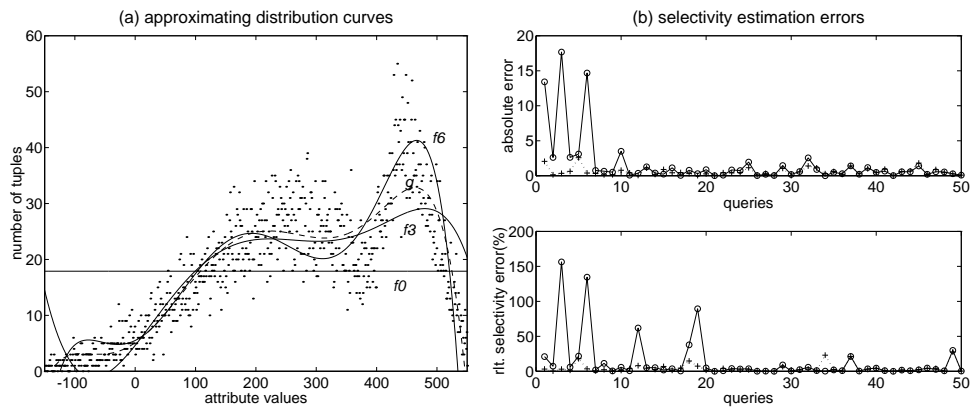 (a) approximating distribution curves
60
50
40
30
20
10
0
number of tuples
f6
g
f3
f0
-100 0 100 200 300 400 500
attribute values
(b) selectivity estimation errors
20
15
10
5
0
absolute error
0 10 20 30 40 50
queries
200
150
100
50
0
rlt. selectivity error(%)
0 10 20 30 40 50
queries